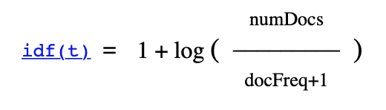 numDocs
idf(t) = 1 + log ( ——— )
docFreq+1